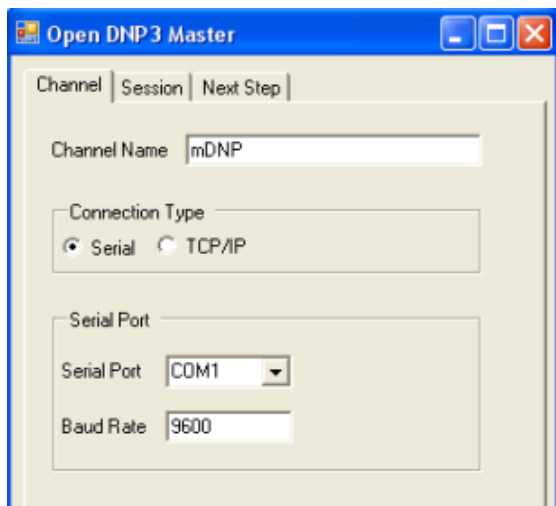 Open DNP3 Master
Channel Session Next Step
Channel Name mDNP
Connection Type
Serial TCP/IP
Serial Port
Serial Port COM1
Baud Rate 9600